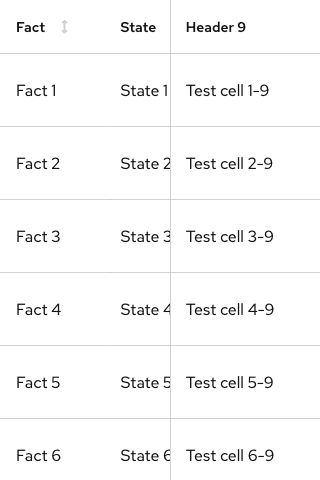 Fact State Header 9
Fact 1 State 1 Test cell 1-9
Fact 2 State 2 Test cell 2-9
Fact 3 State 3 Test cell 3-9
Fact 4 State 4 Test cell 4-9
Fact 5 State 5 Test cell 5-9
Fact 6 State 6 Test cell 6-9